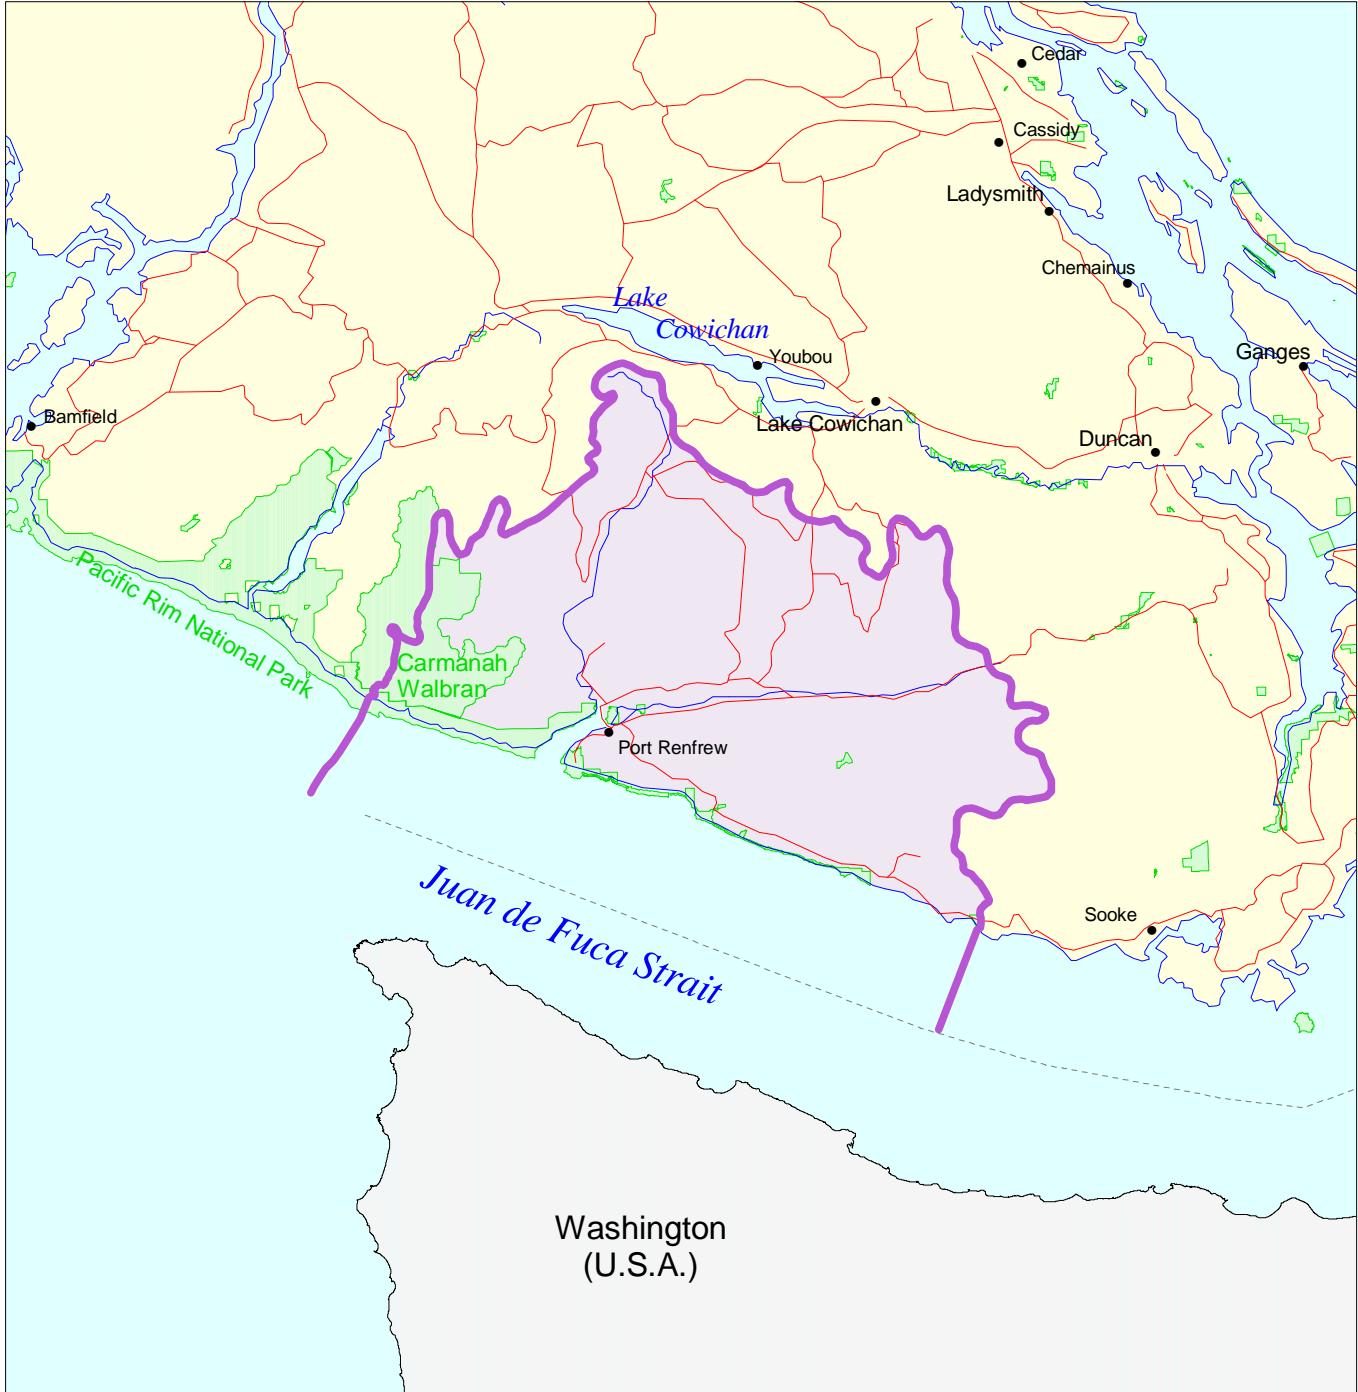 Cedar
Cassidy
Ladysmith
Chemainus
Lake
Cowichan
Youbou
Ganges
Bamfield
Lake Cowichan
Duncan
Pacific Rim National Park
Carmanah
Walbran
Port Renfrew
Juan de Fuca Strait
Sooke
Washington
(U.S.A.)